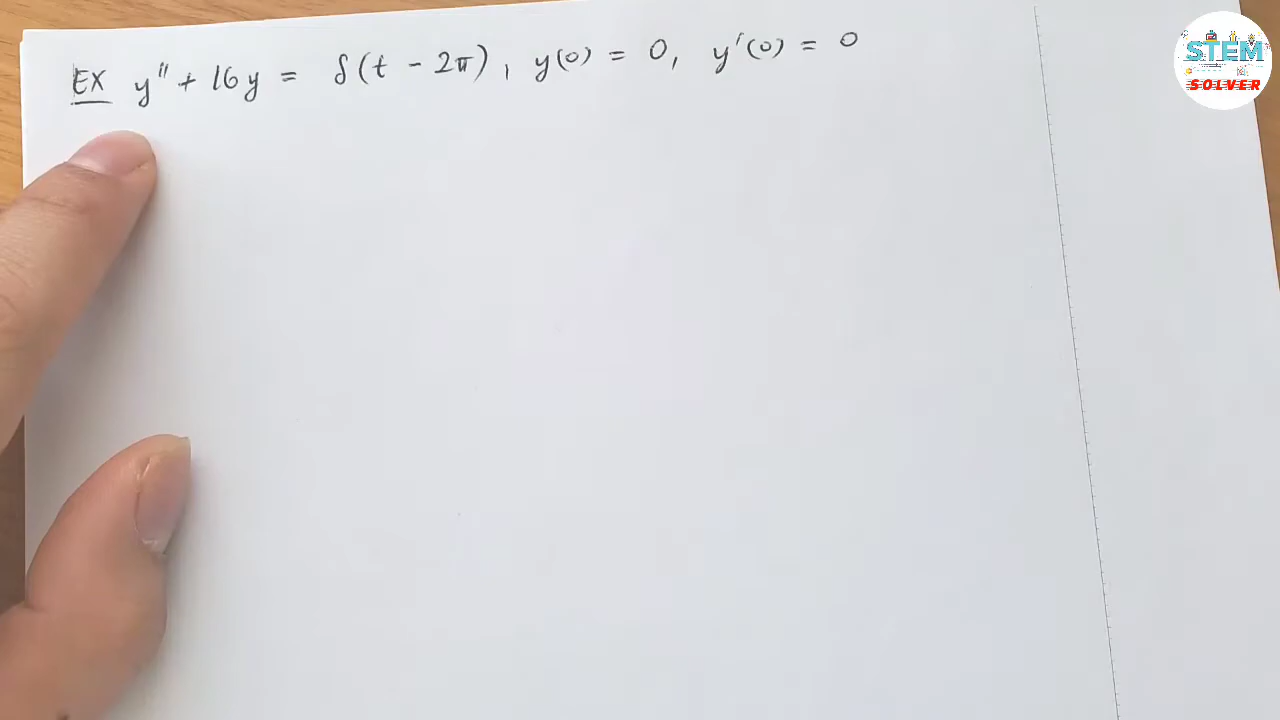 EX y'' + 16y = δ(t - 2π) y(0) = 0, y'(0) = 0
STEM
SOLVER